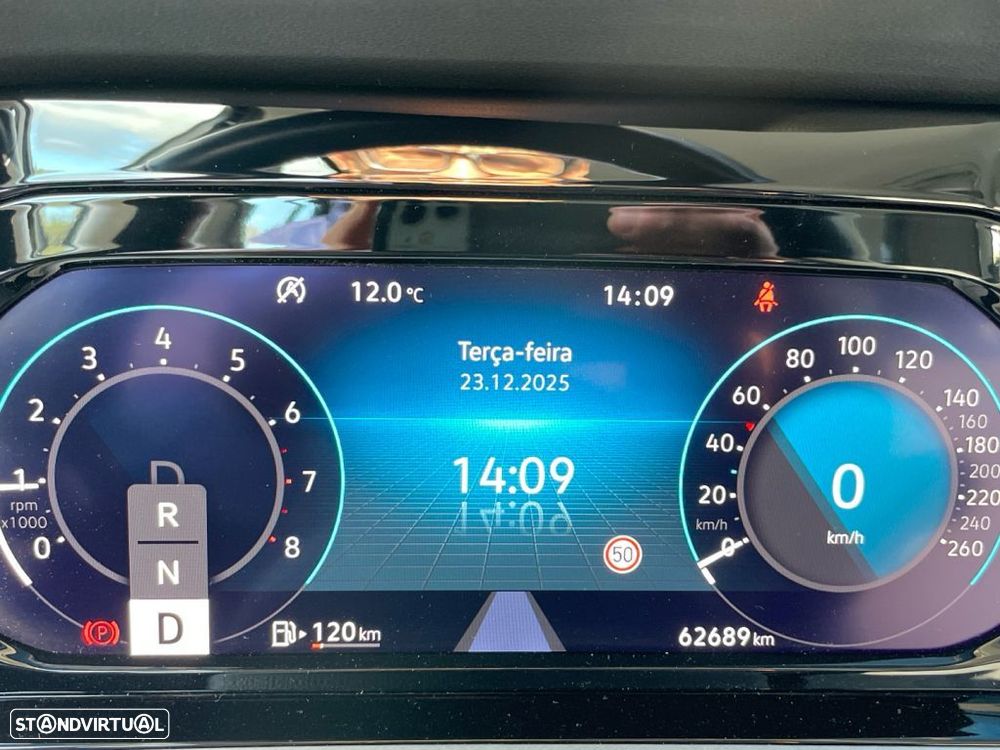 12.0 °C
14:09
Terça-feira
23.12.2025
14:09
50
0
1
2
3
4
5
6
7
8
rpm
x1000
D
R
N
D
P
120 km
0
20
40
60
80
100
120
140
160
180
200
220
240
260
km/h
0
km/h
62689 km
STANDVIRTUAL